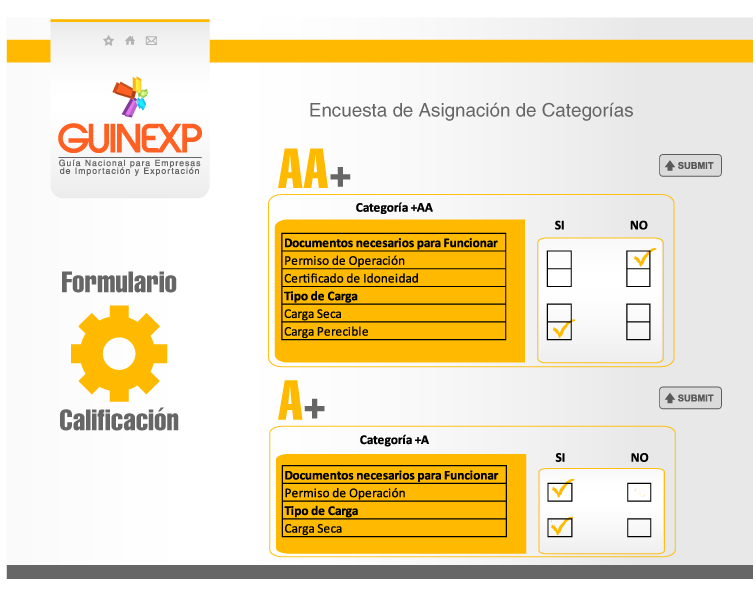 GUINEXP
Guía Nacional para Empresas
de Importación y Exportación
Encuesta de Asignación de Categorías
AA+
SUBMIT
Categoría +AA
SI NO
Documentos necesarios para Funcionar
Permiso de Operación
Certificado de Idoneidad
Tipo de Carga
Carga Seca
Carga Perecible
Formulario
Calificación
A+
SUBMIT
Categoría +A
SI NO
Documentos necesarios para Funcionar
Permiso de Operación
Tipo de Carga
Carga Seca